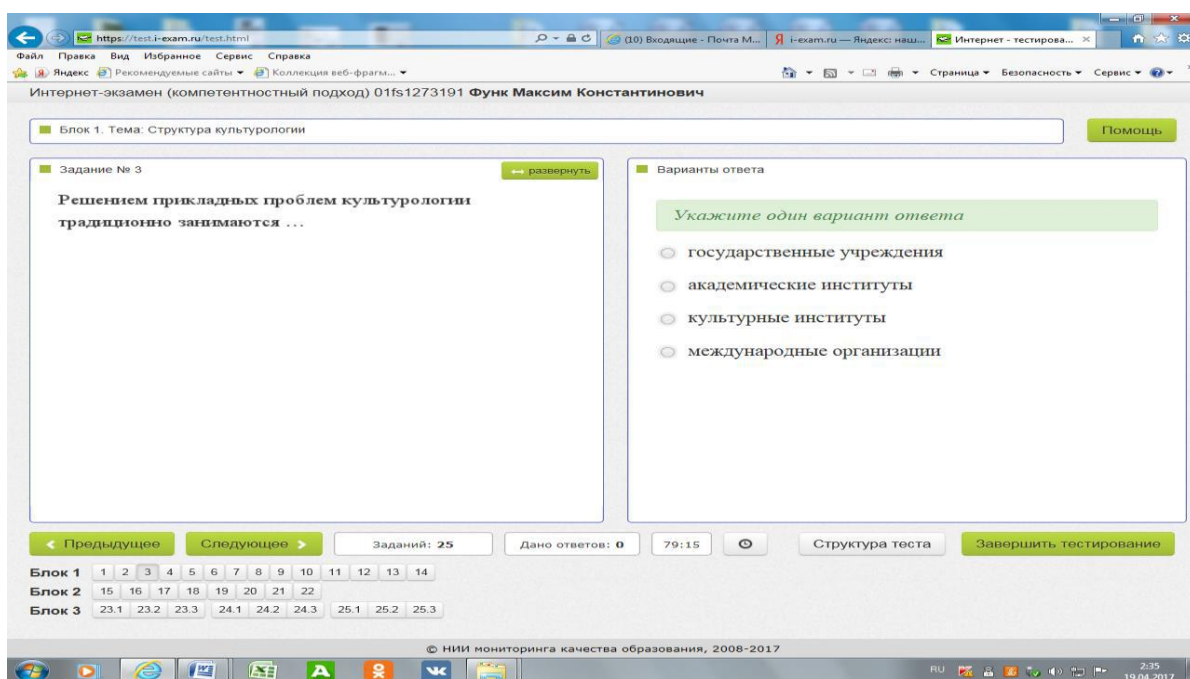 https://test.i-exam.ru/test.html
(10) Входящие - Почта M...
i-exam.ru — Яндекс: наш...
Интернет - тестирова...
Файл Правка Вид Избранное Сервис Справка
Яндекс Рекомендуемые сайты Коллекция веб-фрагм...
Страница Безопасность Сервис
Интернет-экзамен (компетентностный подход) 01fs1273191 Функ Максим Константинович
Блок 1. Тема: Структура культурологии
Помощь
Задание № 3
развернуть
Решением прикладных проблем культурологии
традиционно занимаются ...
Варианты ответа
Укажите один вариант ответа
государственные учреждения
академические институты
культурные институты
международные организации
Предыдущее
Следующее
Заданий: 25
Дано ответов: 0
79:15
Структура теста
Завершить тестирование
Блок 1 1 2 3 4 5 6 7 8 9 10 11 12 13 14
Блок 2 15 16 17 18 19 20 21 22
Блок 3 23.1 23.2 23.3 24.1 24.2 24.3 25.1 25.2 25.3
© НИИ мониторинга качества образования, 2008-2017
RU
2:35
19.04.2017